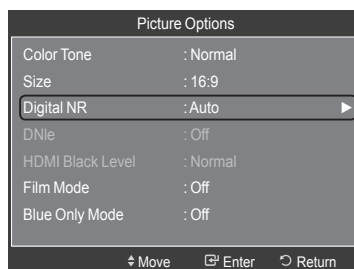 Picture Options
Color Tone : Normal
Size : 16:9
Digital NR : Auto ►
DNIe : Off
HDMI Black Level : Normal
Film Mode : Off
Blue Only Mode : Off
Move Enter Return